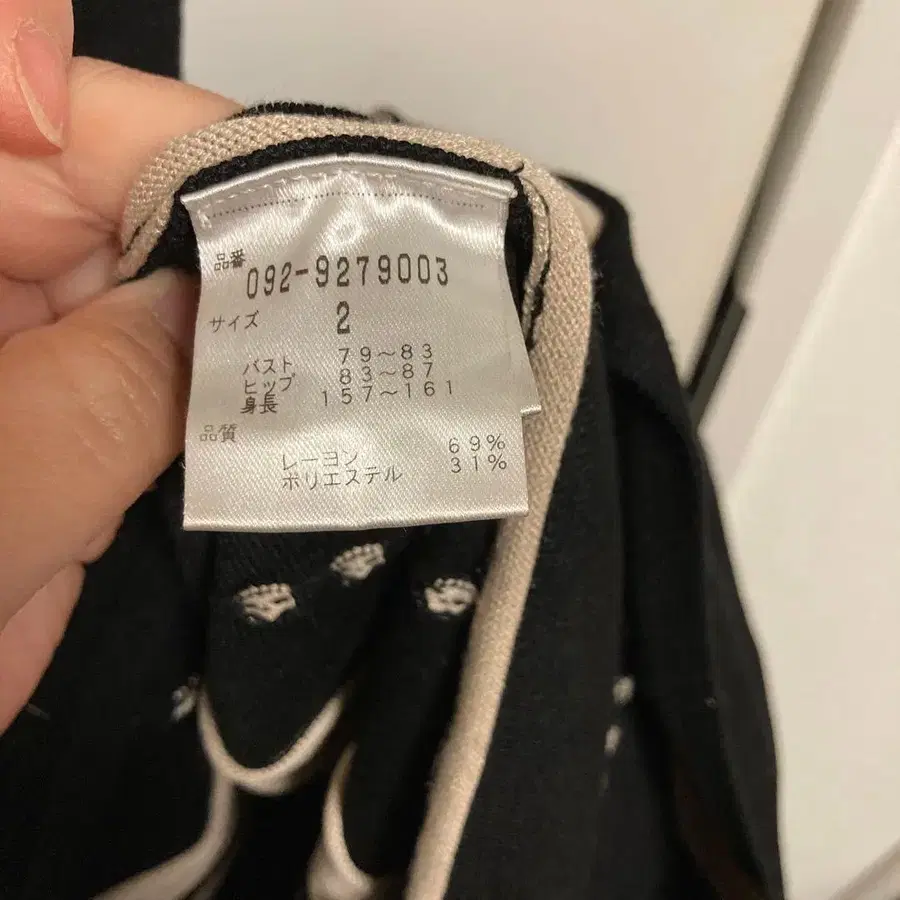 品番
092-9279003
サイズ 2
バスト 79〜83
ヒップ 83〜87
身長 157〜161
品質
レーヨン 69%
ポリエステル 31%